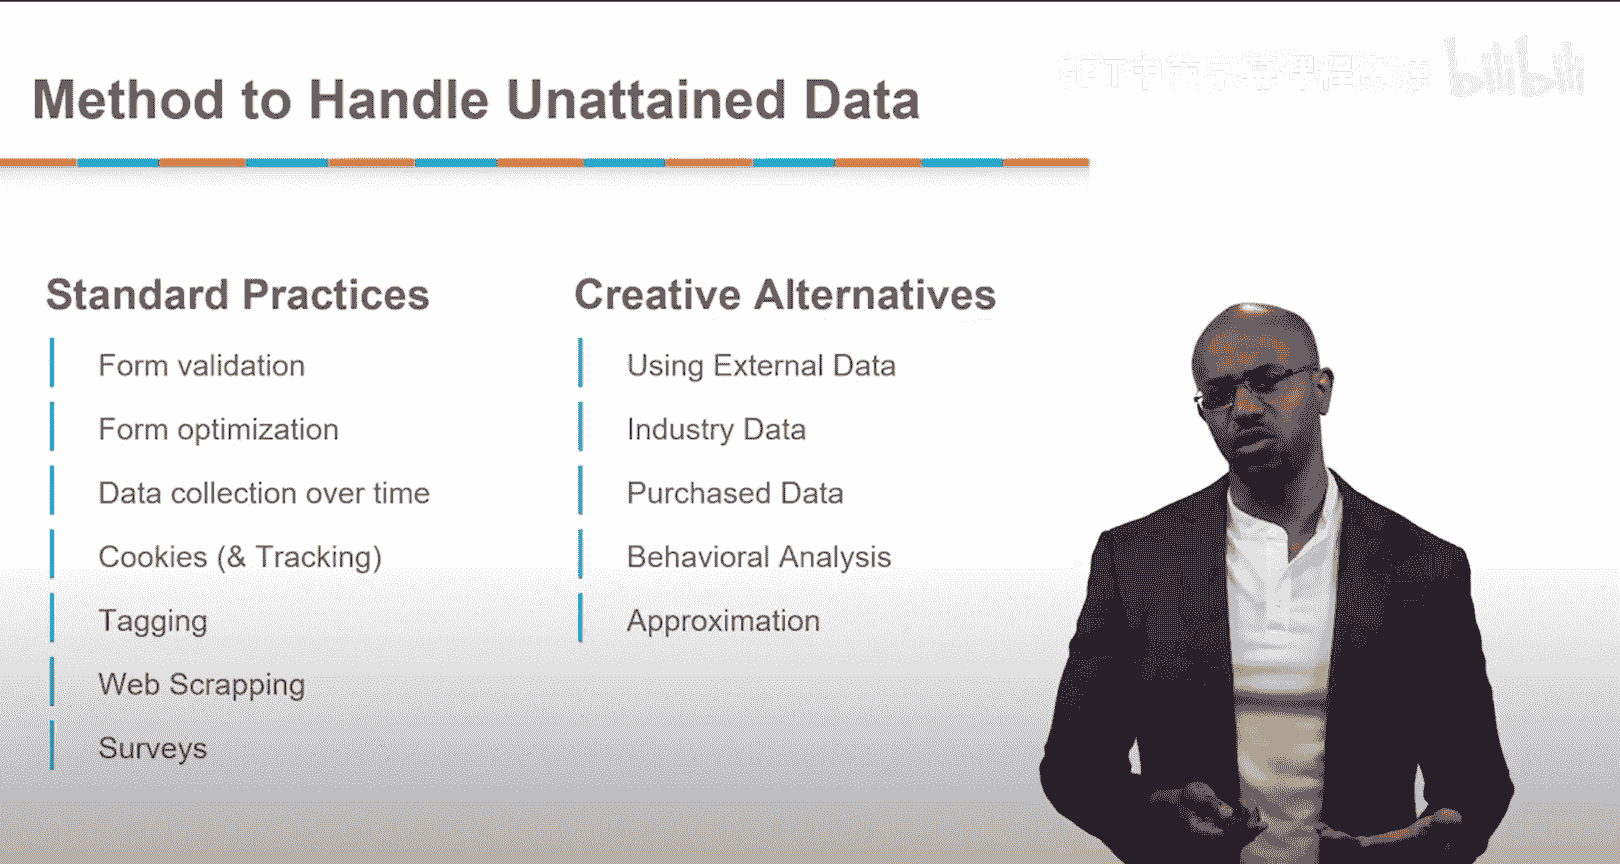 bilibili
Method to Handle Unattained Data
Standard Practices
Form validation
Form optimization
Data collection over time
Cookies (& Tracking)
Tagging
Web Scrapping
Surveys
Creative Alternatives
Using External Data
Industry Data
Purchased Data
Behavioral Analysis
Approximation